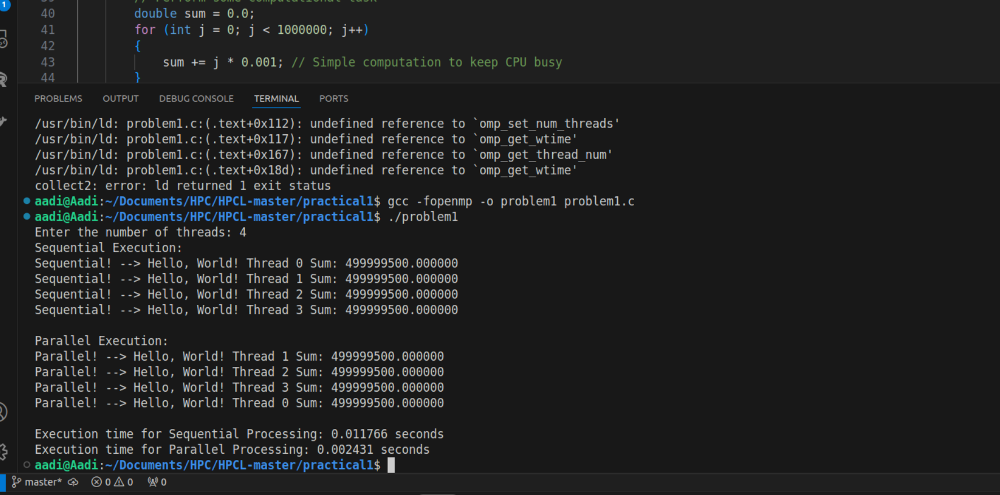 1
39 // Perform some computational task
40 double sum = 0.0;
41 for (int j = 0; j < 1000000; j++)
42 {
43 sum += j * 0.001; // Simple computation to keep CPU busy
44 }
PROBLEMS OUTPUT DEBUG CONSOLE TERMINAL PORTS
/usr/bin/ld: problem1.c:(.text+0x112): undefined reference to `omp_set_num_threads'
/usr/bin/ld: problem1.c:(.text+0x117): undefined reference to `omp_get_wtime'
/usr/bin/ld: problem1.c:(.text+0x167): undefined reference to `omp_get_thread_num'
/usr/bin/ld: problem1.c:(.text+0x18d): undefined reference to `omp_get_wtime'
collect2: error: ld returned 1 exit status
aadi@Aadi:~/Documents/HPC/HPCL-master/practical1$ gcc -fopenmp -o problem1 problem1.c
aadi@Aadi:~/Documents/HPC/HPCL-master/practical1$ ./problem1
Enter the number of threads: 4
Sequential Execution:
Sequential! --> Hello, World! Thread 0 Sum: 499999500.000000
Sequential! --> Hello, World! Thread 1 Sum: 499999500.000000
Sequential! --> Hello, World! Thread 2 Sum: 499999500.000000
Sequential! --> Hello, World! Thread 3 Sum: 499999500.000000
Parallel Execution:
Parallel! --> Hello, World! Thread 1 Sum: 499999500.000000
Parallel! --> Hello, World! Thread 2 Sum: 499999500.000000
Parallel! --> Hello, World! Thread 3 Sum: 499999500.000000
Parallel! --> Hello, World! Thread 0 Sum: 499999500.000000
Execution time for Sequential Processing: 0.011766 seconds
Execution time for Parallel Processing: 0.002431 seconds
aadi@Aadi:~/Documents/HPC/HPCL-master/practical1$
master* 0 0 0